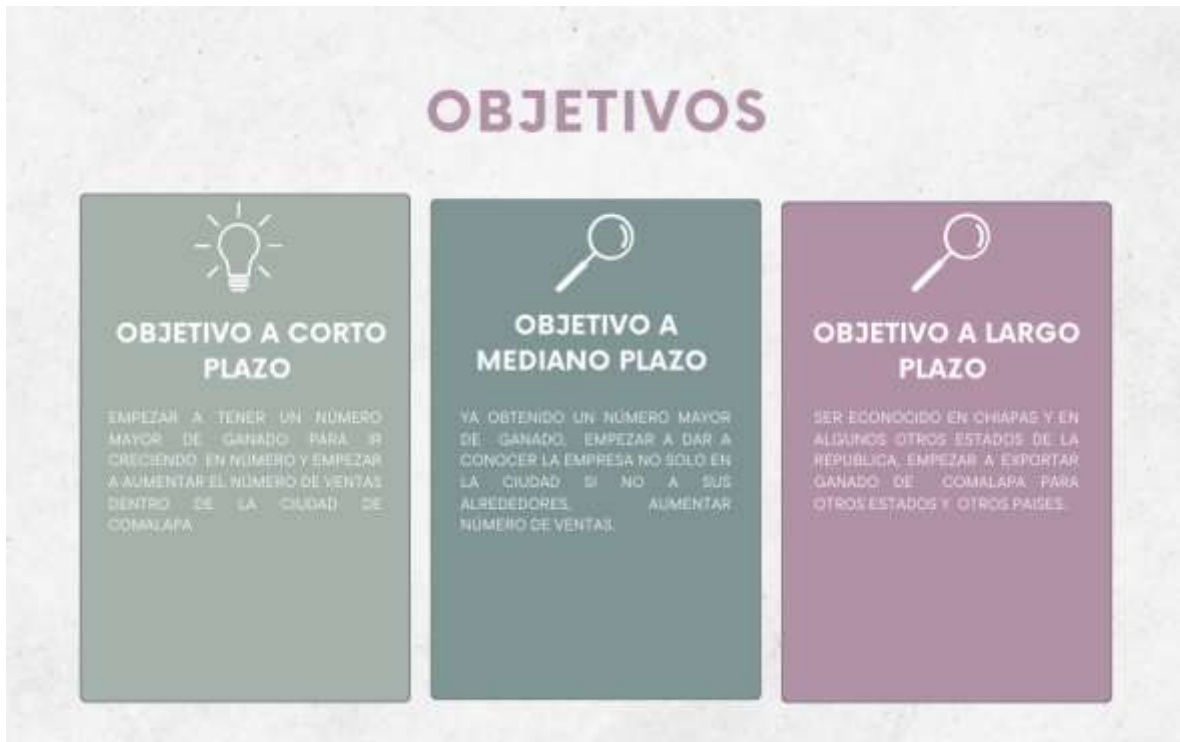 OBJETIVOS
OBJETIVO A CORTO
PLAZO
EMPEZAR A TENER UN NÚMERO
MAYOR DE GANADO PARA IR
CRECIENDO EN NÚMERO Y EMPEZAR
A AUMENTAR EL NÚMERO DE VENTAS
DENTRO DE LA CIUDAD DE
COMALAPA
OBJETIVO A
MEDIANO PLAZO
YA OBTENIDO UN NÚMERO MAYOR
DE GANADO, EMPEZAR A DAR A
CONOCER LA EMPRESA NO SOLO EN
LA CIUDAD SI NO A SUS
ALREDEDORES, AUMENTAR
NÚMERO DE VENTAS.
OBJETIVO A LARGO
PLAZO
SER ECONOCIDO EN CHIAPAS Y EN
ALGUNOS OTROS ESTADOS DE LA
REPUBLICA, EMPEZAR A EXPORTAR
GANADO DE COMALAPA PARA
OTROS ESTADOS Y OTROS PAISES.